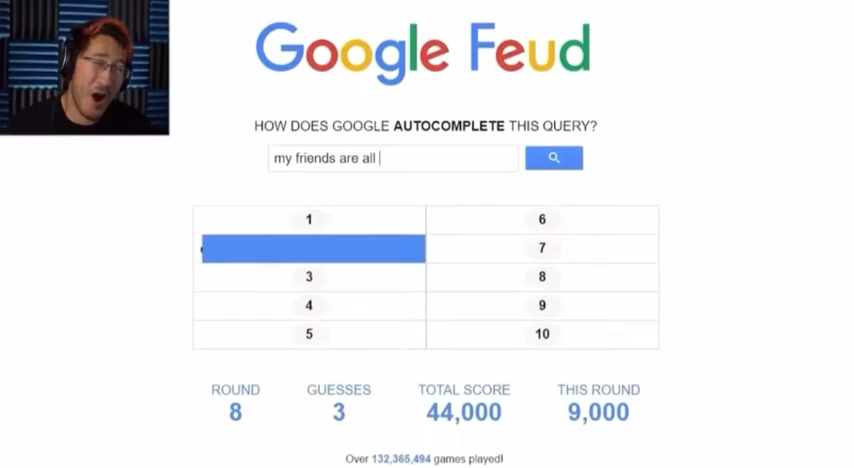 Google Feud
HOW DOES GOOGLE AUTOCOMPLETE THIS QUERY?
my friends are all
1 6
7
3 8
4 9
5 10
ROUND GUESSES TOTAL SCORE THIS ROUND
8 3 44,000 9,000
Over 132,365,494 games played!